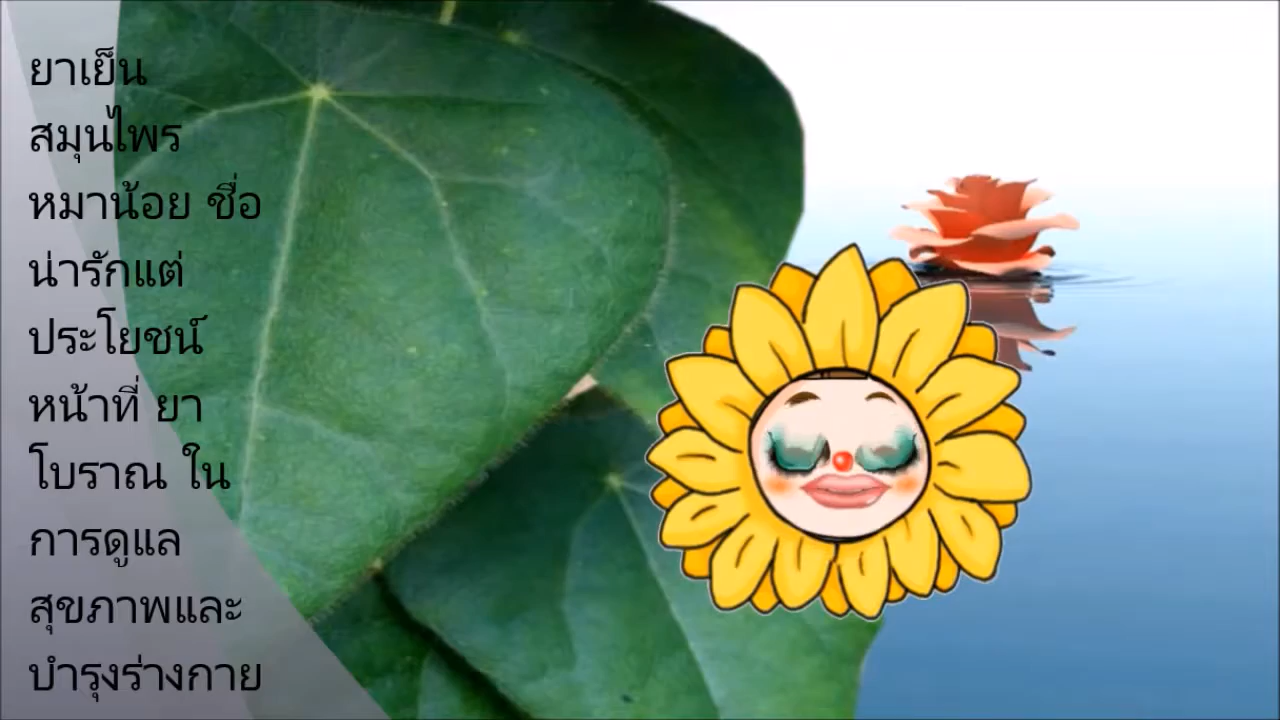 ยาเย็น
สมุนไพร
หมาน้อย ชื่อ
น่ารักแต่
ประโยชน์
หน้าที่ ยา
โบราณ ใน
การดูแล
สุขภาพและ
บำรุงร่างกาย